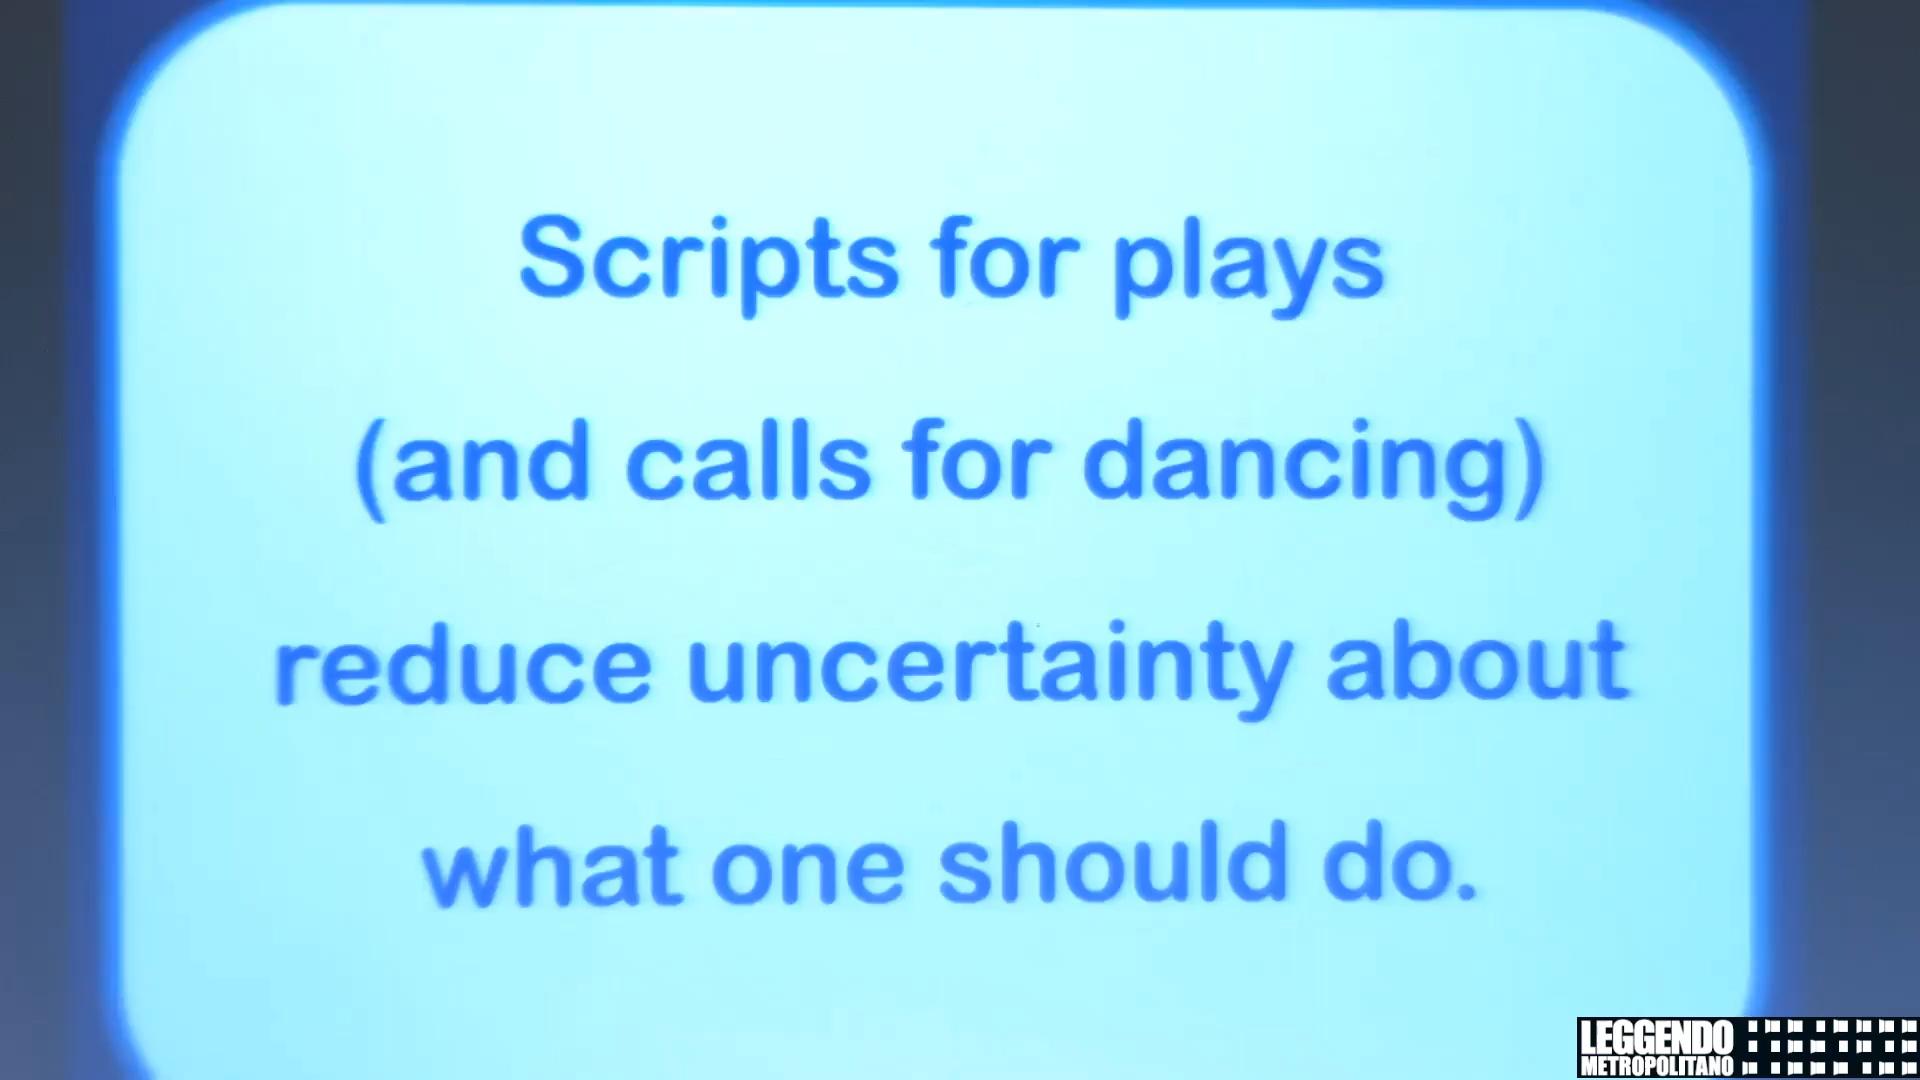 Scripts for plays
(and calls for dancing)
reduce uncertainty about
what one should do.
LEGGENDO
METROPOLITANO